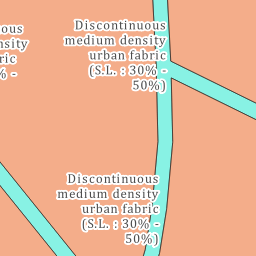 Discontinuous
medium density
urban fabric
(S.L. : 30% -
50%)
Discontinuous
medium density
urban fabric
(S.L. : 30% -
50%)